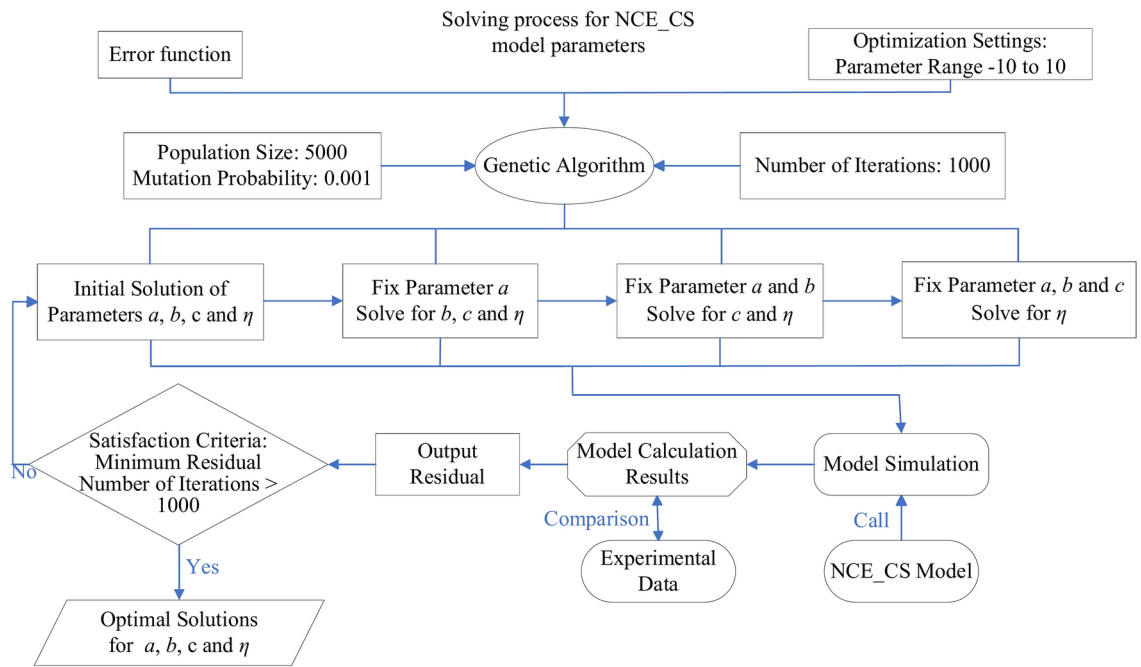 Solving process for NCE_CS
model parameters
Error function
Optimization Settings:
Parameter Range -10 to 10
Population Size: 5000
Mutation Probability: 0.001
Genetic Algorithm
Number of Iterations: 1000
Initial Solution of
Parameters a, b, c and η
Fix Parameter a
Solve for b, c and η
Fix Parameter a and b
Solve for c and η
Fix Parameter a, b and c
Solve for η
Satisfaction Criteria:
Minimum Residual
Number of Iterations >
1000
No
Output
Residual
Model Calculation
Results
Model Simulation
Comparison
Call
Yes
Experimental
Data
NCE_CS Model
Optimal Solutions
for a, b, c and η